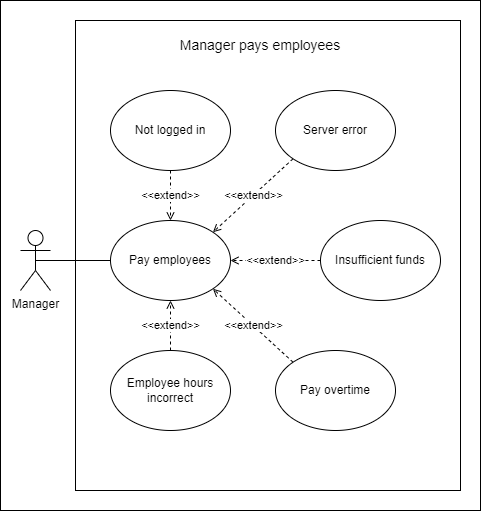 Manager pays employees
Not logged in
Server error
<<extend>>
<<extend>>
Pay employees
<<extend>>
Insufficient funds
Manager
<<extend>>
<<extend>>
Employee hours
incorrect
Pay overtime